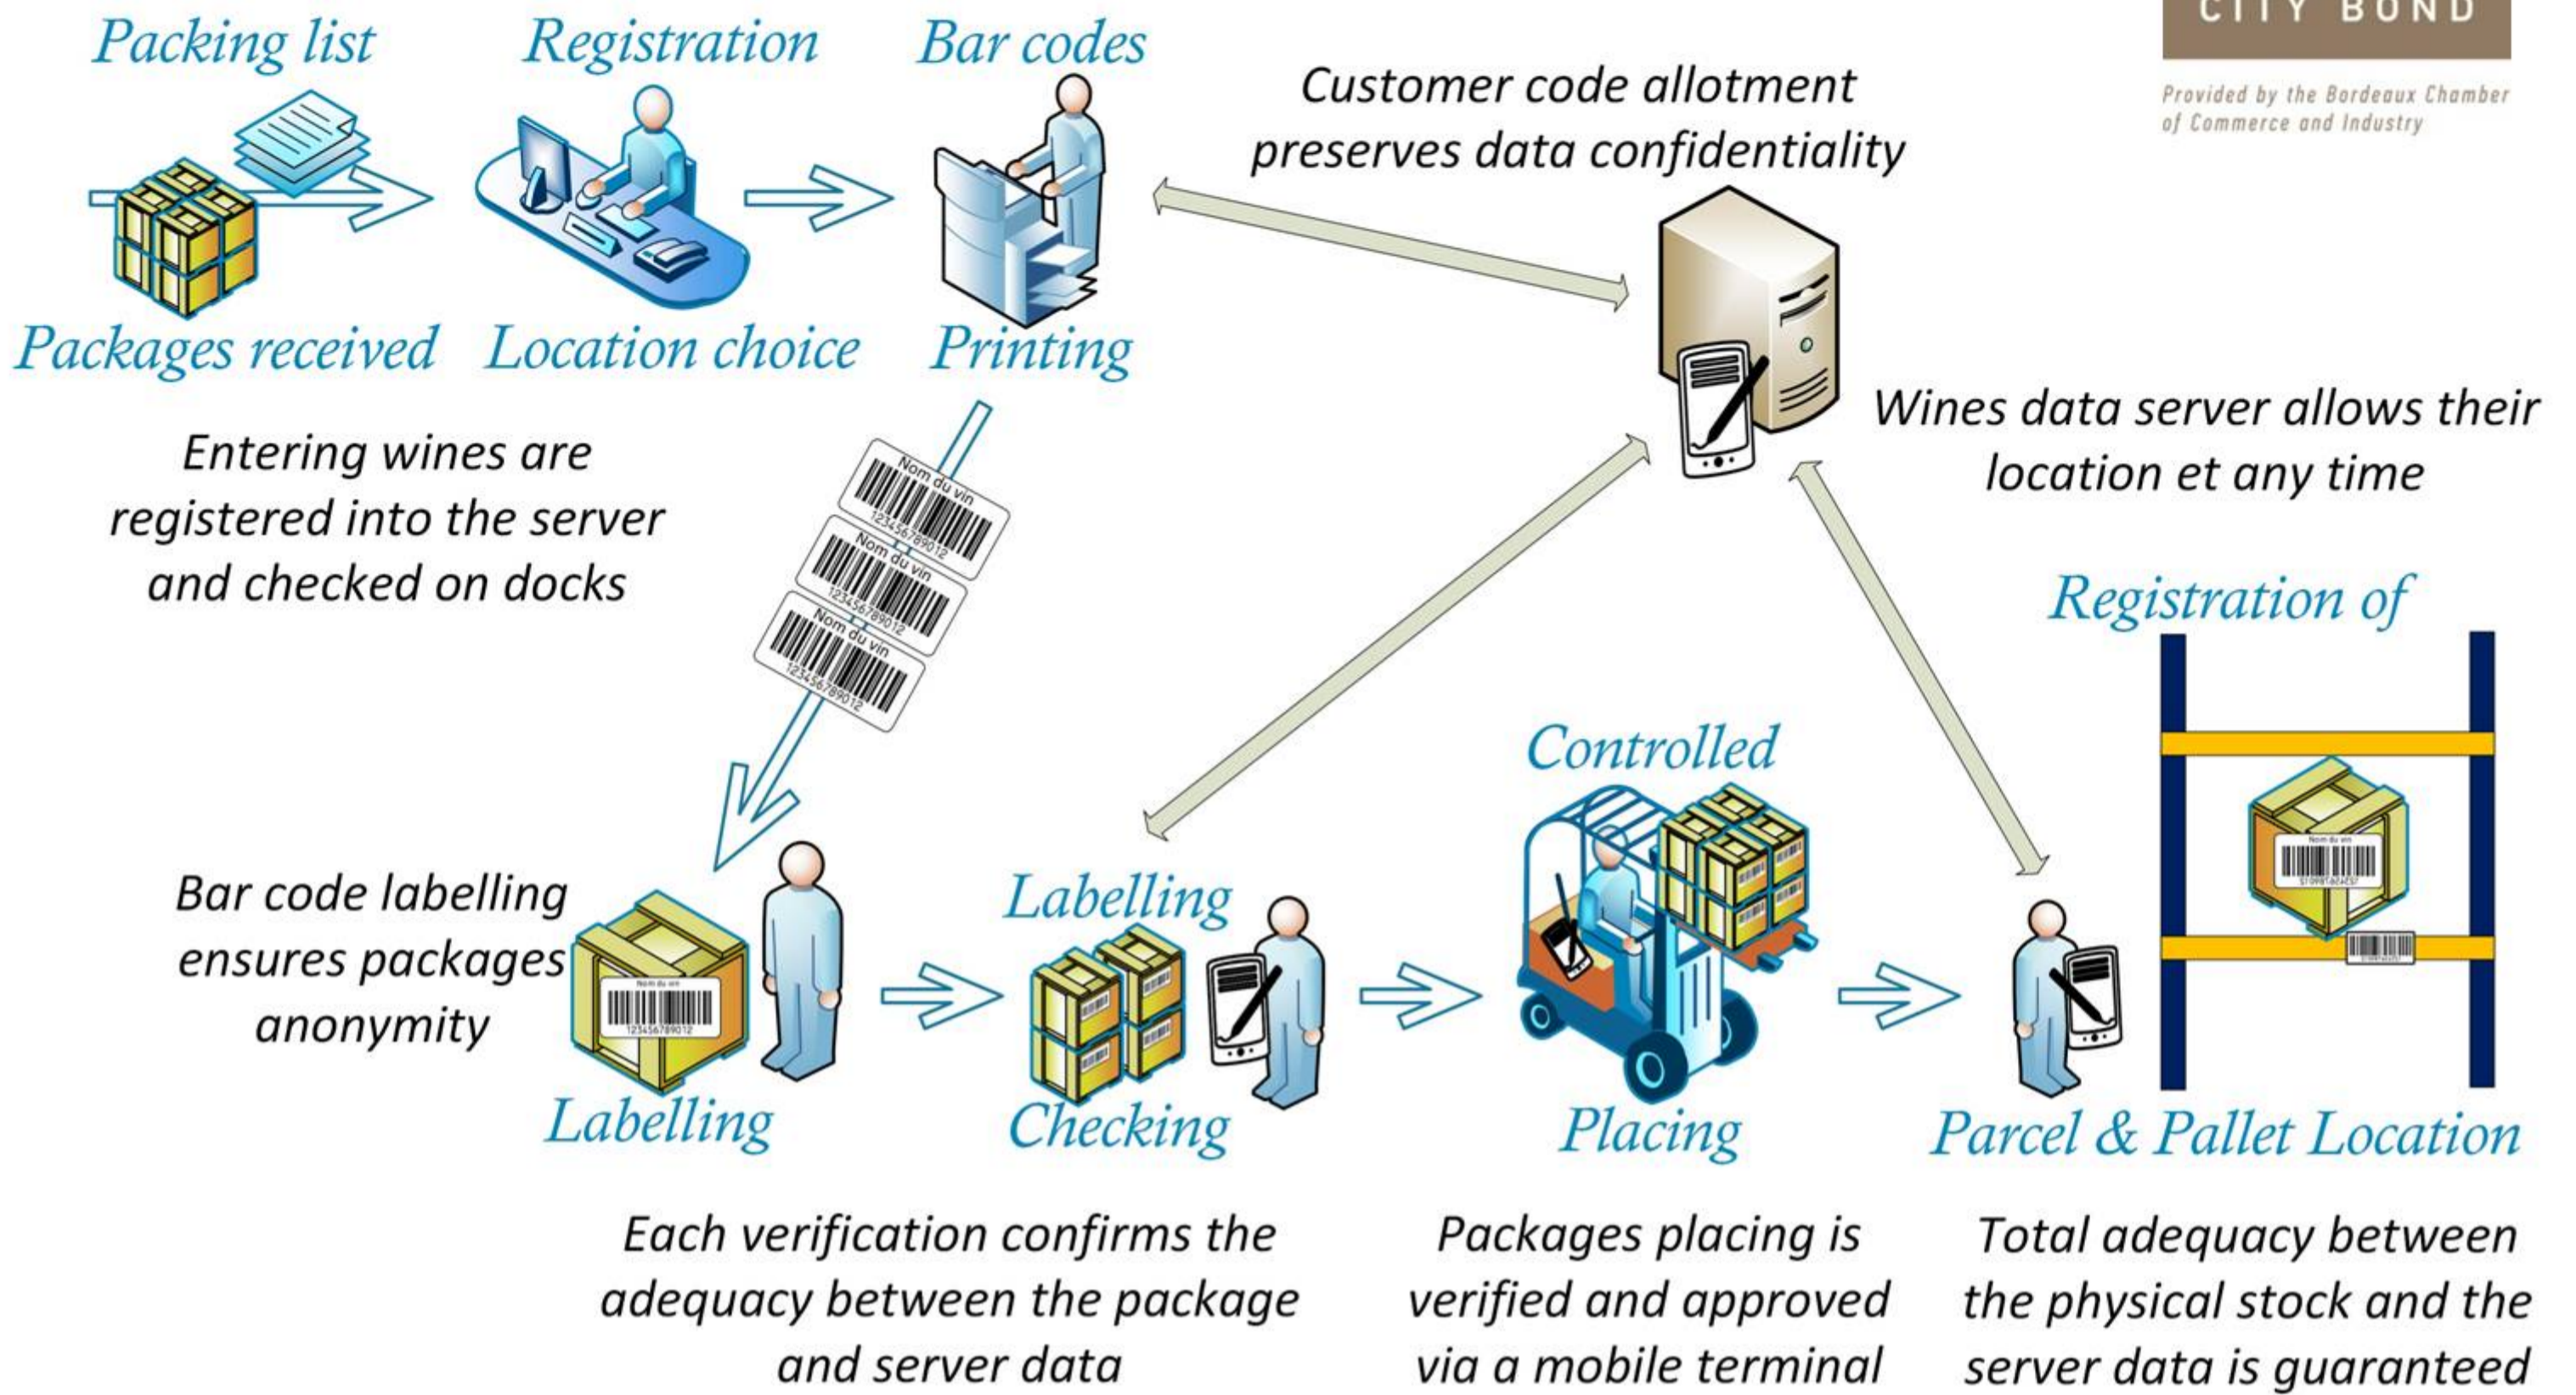 CITY BOND
Provided by the Bordeaux Chamber
of Commerce and Industry
Packing list
Registration
Bar codes
Customer code allotment
preserves data confidentiality
Packages received
Location choice
Printing
Entering wines are
registered into the server
and checked on docks
Wines data server allows their
location et any time
Nom du vin
123456789012
Nom du vin
123456789012
Nom du vin
123456789012
Registration of
Controlled
Nom du vin
Bar code labelling
ensures packages
anonymity
Labelling
Nom du vin
123456789012
Labelling
Checking
Placing
Parcel & Pallet Location
Each verification confirms the
adequacy between the package
and server data
Packages placing is
verified and approved
via a mobile terminal
Total adequacy between
the physical stock and the
server data is guaranteed